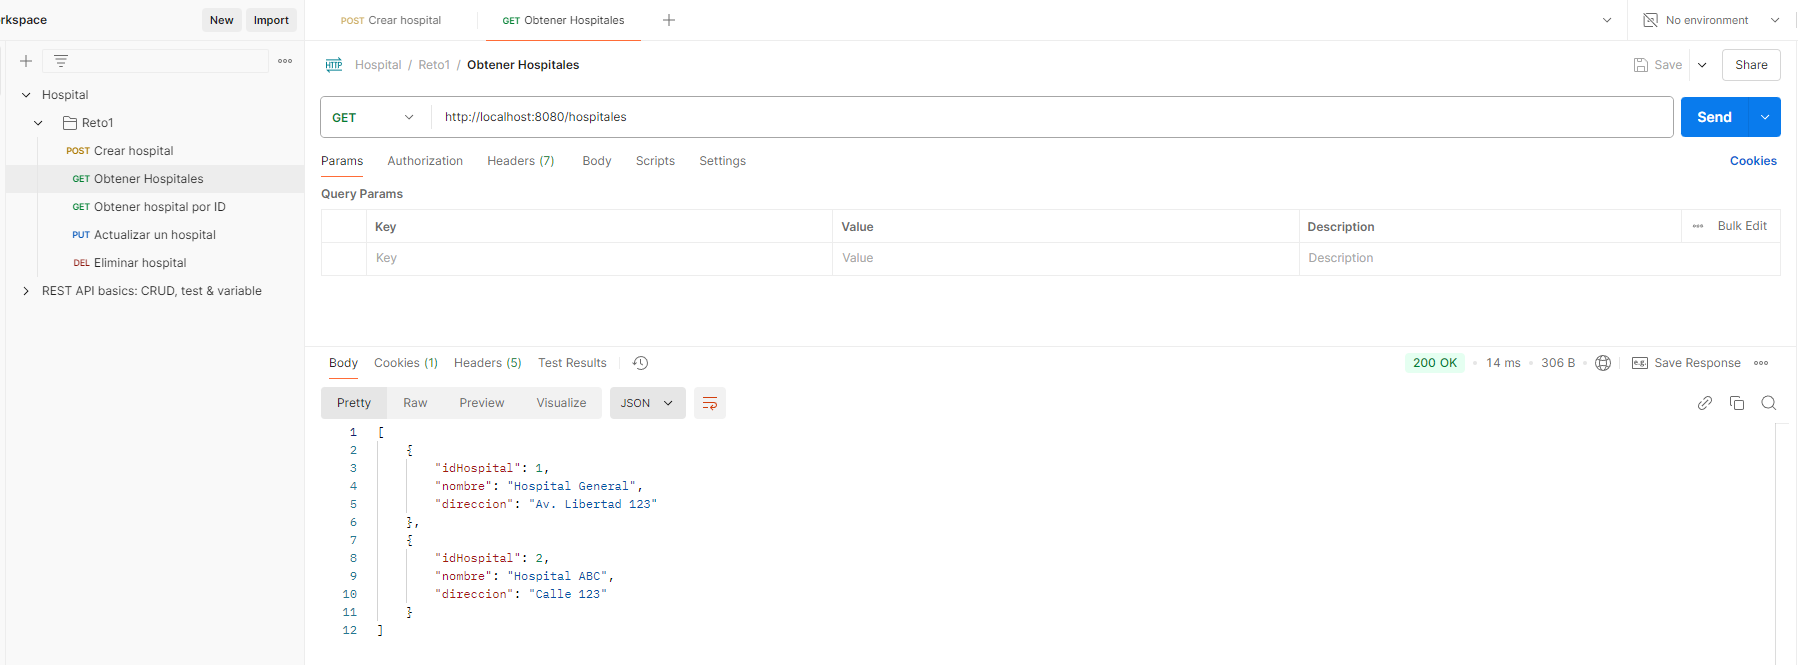 rkspace
New
Import
POST Crear hospital
GET Obtener Hospitales
No environment
HTTP Hospital / Reto1 / Obtener Hospitales
Save
Share
Hospital
Reto1
POST Crear hospital
GET Obtener Hospitales
GET Obtener hospital por ID
PUT Actualizar un hospital
DEL Eliminar hospital
REST API basics: CRUD, test & variable
GET
http://localhost:8080/hospitales
Send
Params
Authorization
Headers (7)
Body
Scripts
Settings
Cookies
Query Params
Key
Value
Description
Bulk Edit
Key
Value
Description
Body
Cookies (1)
Headers (5)
Test Results
200 OK
14 ms
306 B
e.g.
Save Response
Pretty
Raw
Preview
Visualize
JSON
1 [
2 {
3 "idHospital": 1,
4 "nombre": "Hospital General",
5 "direccion": "Av. Libertad 123"
6 },
7 {
8 "idHospital": 2,
9 "nombre": "Hospital ABC",
10 "direccion": "Calle 123"
11 }
12 ]